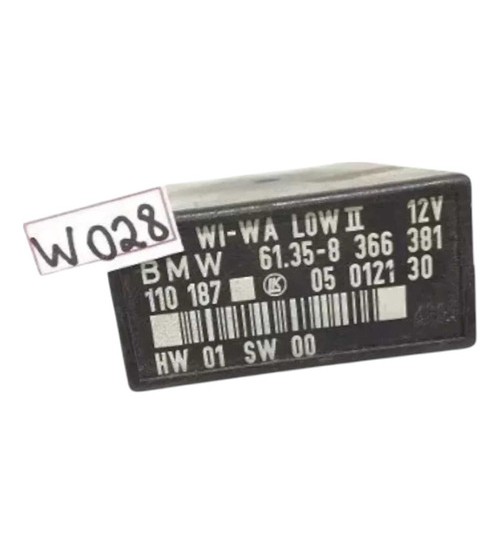 W028
WI-WA LOW II 12V
BMW 61.35-8 366 381
110 187 LK 05 0121 30
HW 01 SW 00